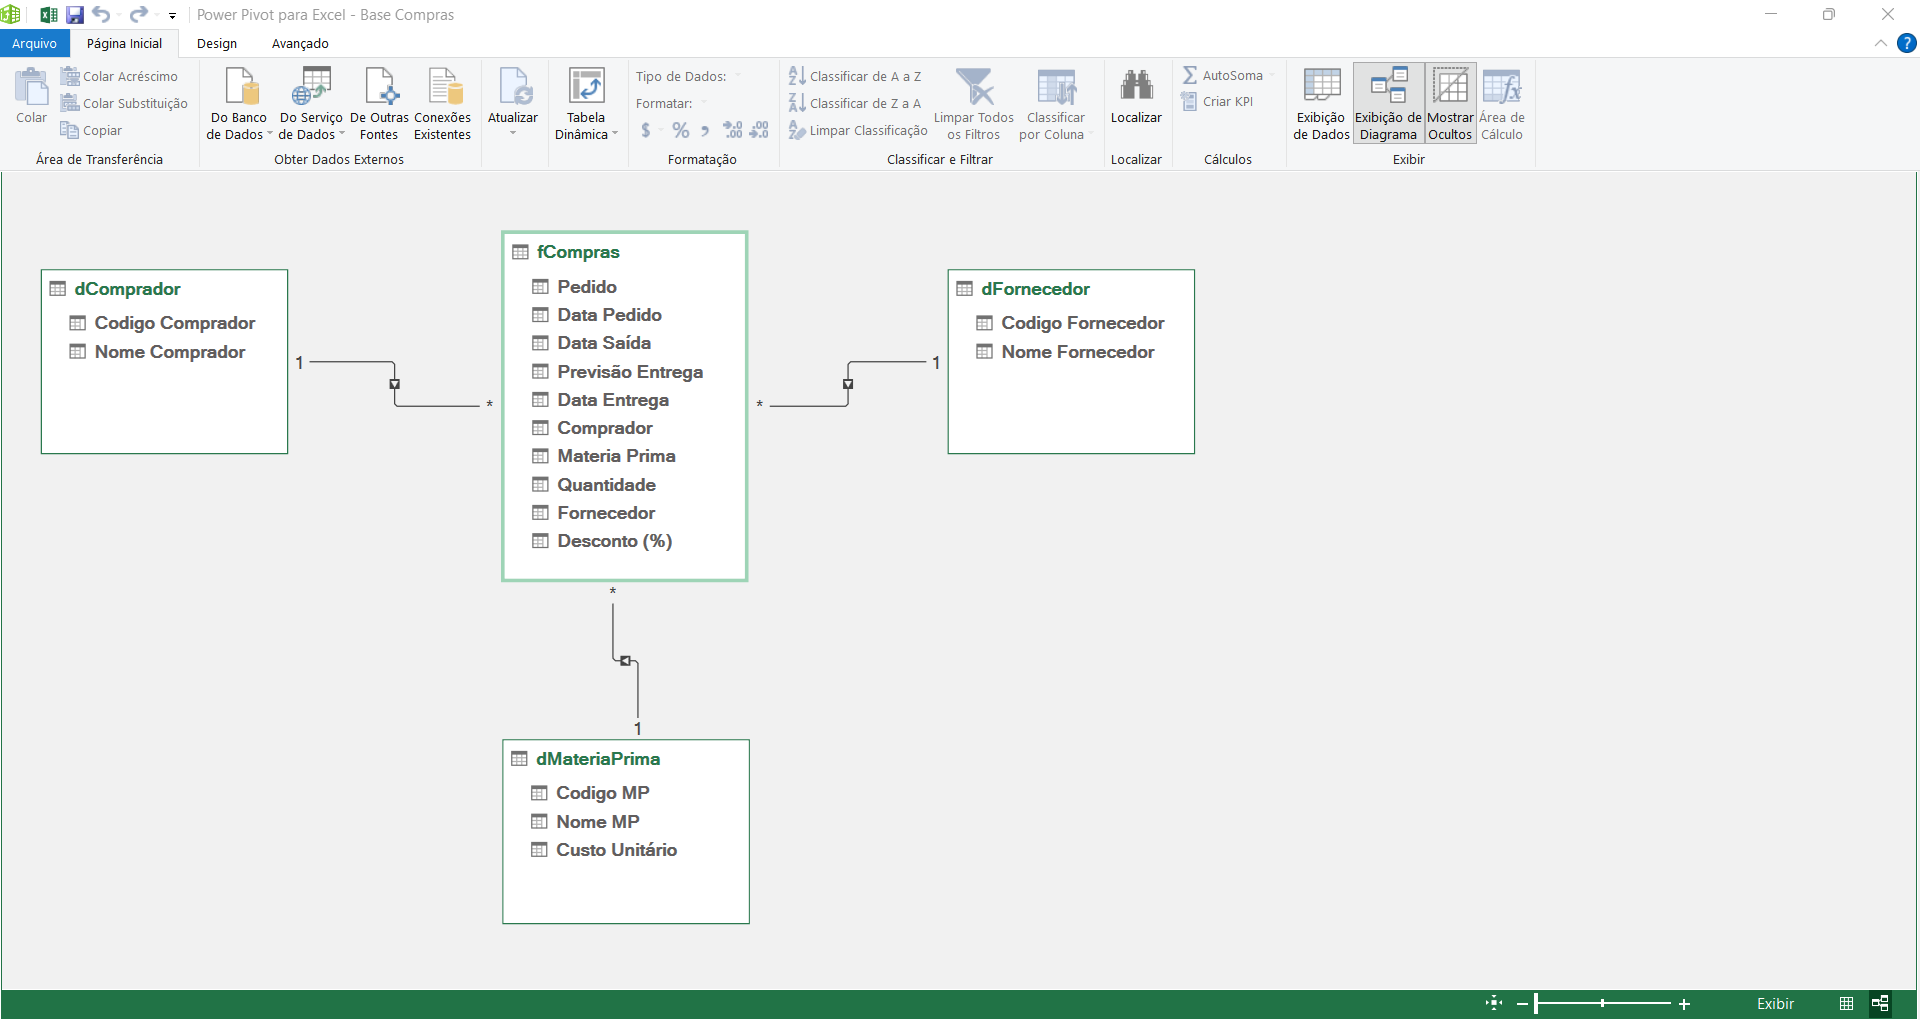 Power Pivot para Excel - Base Compras
Arquivo
Página Inicial
Design
Avançado
Colar
Colar Acréscimo
Colar Substituição
Copiar
Área de Transferência
Do Banco
de Dados
Do Serviço
de Dados
De Outras
Fontes
Conexões
Existentes
Obter Dados Externos
Atualizar
Tabela
Dinâmica
Tipo de Dados:
Formatar:
$ % , .0 .00 .00 .0
Formatação
Classificar de A a Z
Classificar de Z a A
Limpar Classificação
Limpar Todos
os Filtros
Classificar
por Coluna
Classificar e Filtrar
Localizar
Localizar
AutoSoma
Criar KPI
Cálculos
Exibição
de Dados
Exibição de
Diagrama
Mostrar
Ocultos
Área de
Cálculo
Exibir
dComprador
Codigo Comprador
Nome Comprador
1
*
fCompras
Pedido
Data Pedido
Data Saída
Previsão Entrega
Data Entrega
Comprador
Materia Prima
Quantidade
Fornecedor
Desconto (%)
*
1
dFornecedor
Codigo Fornecedor
Nome Fornecedor
*
1
dMateriaPrima
Codigo MP
Nome MP
Custo Unitário
Exibir